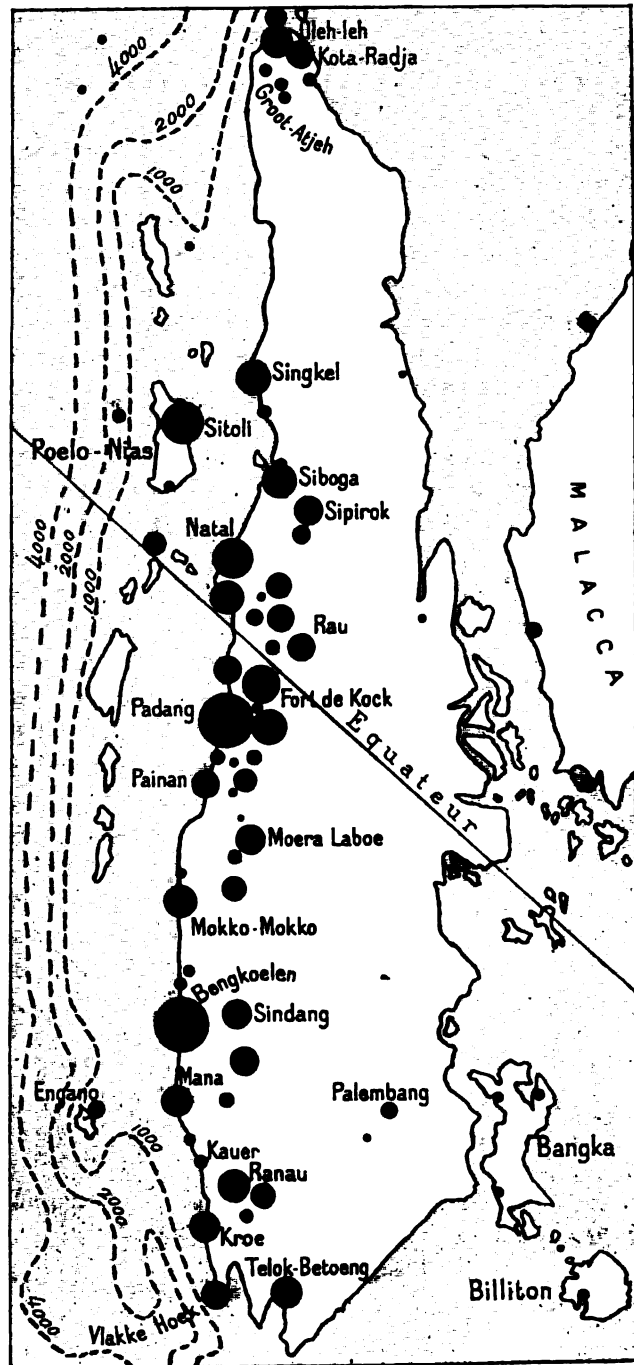 Oleh-leh
4000
Kota-Radja
2000
Groot-Atjeh
1000
Singkel
Sitoli
Poelo-Nias
Siboga
MALACCA
Sipirok
Natal
4000
2000
1000
Rau
Fort de Kock
Padang
Equateur
Painan
Moera Laboe
Mokko-Mokko
Bangkoelen
Sindang
Mana
Palembang
Engano
1000
Kauer
Bangka
Ranau
2000
Kroe
Telok-Betoeng
Billiton
4000
Vlakke Hoek